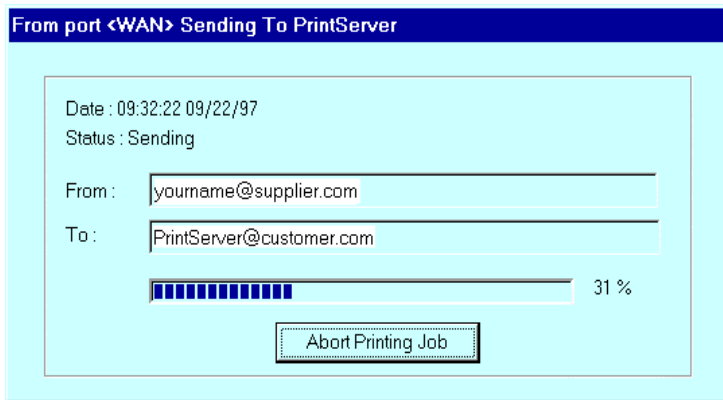 From port <WAN> Sending To PrintServer
Date : 09:32:22 09/22/97
Status : Sending
From : yourname@supplier.com
To : PrintServer@customer.com
31 %
Abort Printing Job